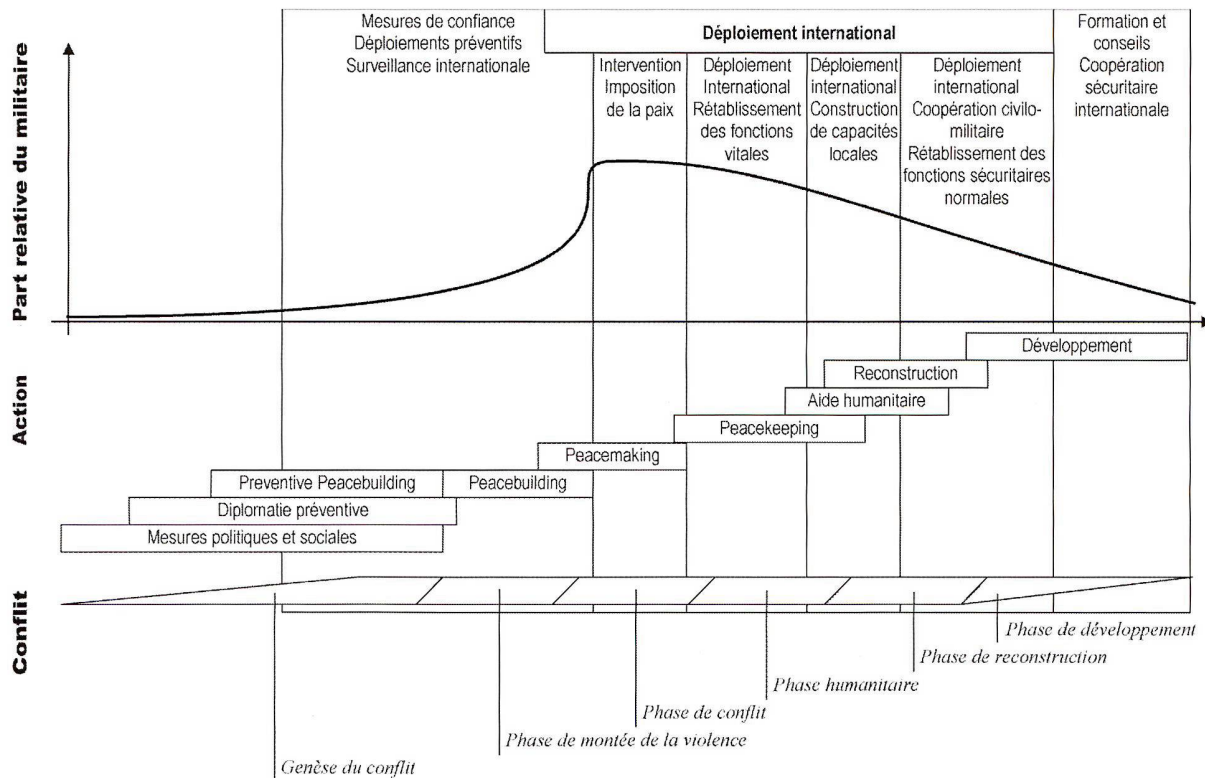 Mesures de confiance
Déploiements préventifs
Surveillance internationale
Déploiement international
Intervention
Imposition
de la paix
Déploiement
International
Rétablissement
des fonctions
vitales
Déploiement
international
Construction
de capacités
locales
Déploiement
international
Coopération civilo-
militaire
Rétablissement des
fonctions sécuritaires
normales
Formation et
conseils
Coopération
sécuritaire
internationale
Part relative du militaire
Action
Développement
Reconstruction
Aide humanitaire
Peacekeeping
Peacemaking
Preventive Peacebuilding
Peacebuilding
Diplomatie préventive
Mesures politiques et sociales
Conflit
Phase de développement
Phase de reconstruction
Phase humanitaire
Phase de conflit
Phase de montée de la violence
Genèse du conflit